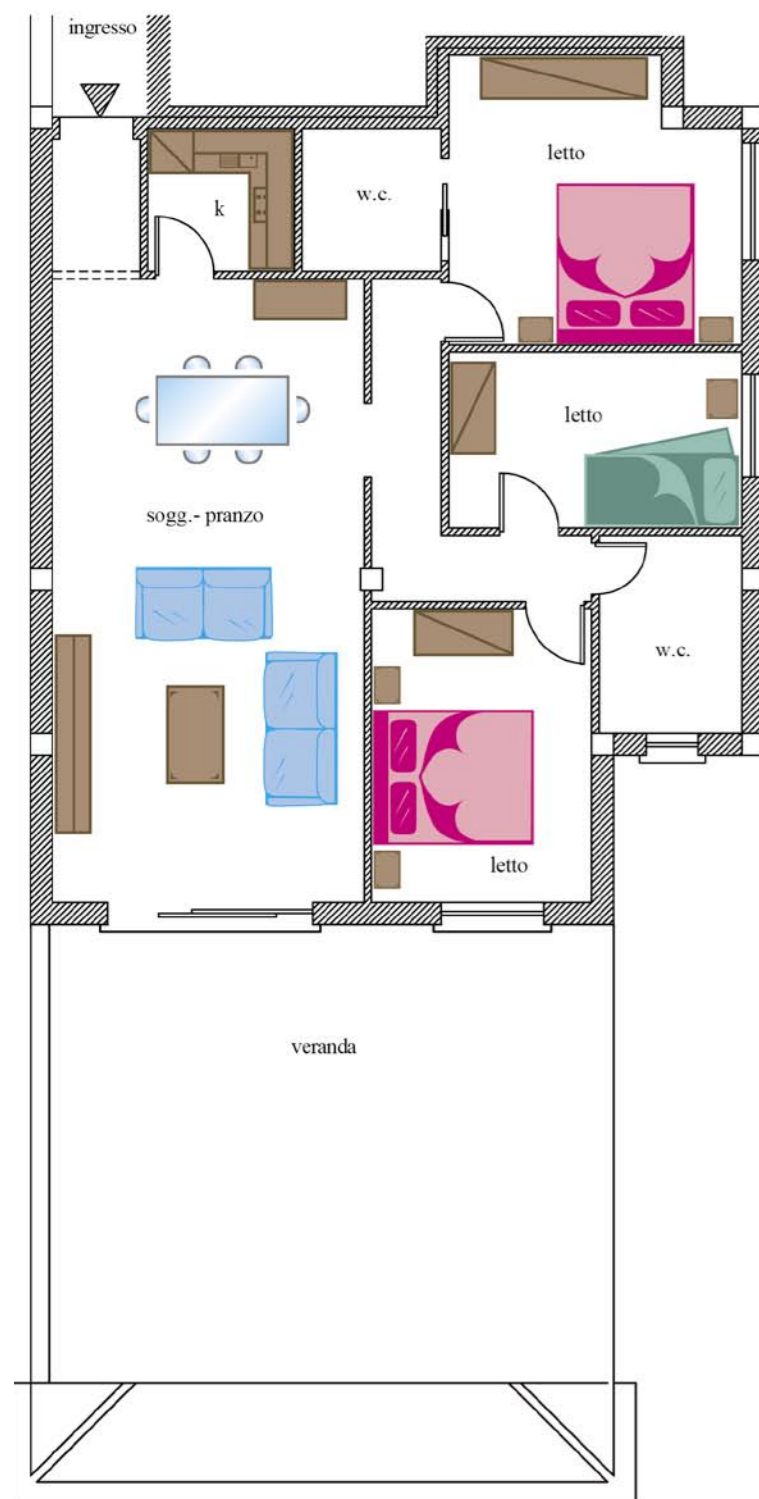 ingresso
letto
w.c.
k
letto
sogg.- pranzo
w.c.
letto
veranda